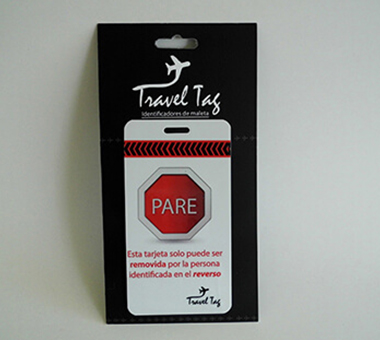 Travel Tag
Identificadores de maleta
PARE
Esta tarjeta solo puede ser
removida por la persona
identificada en el reverso
Travel Tag